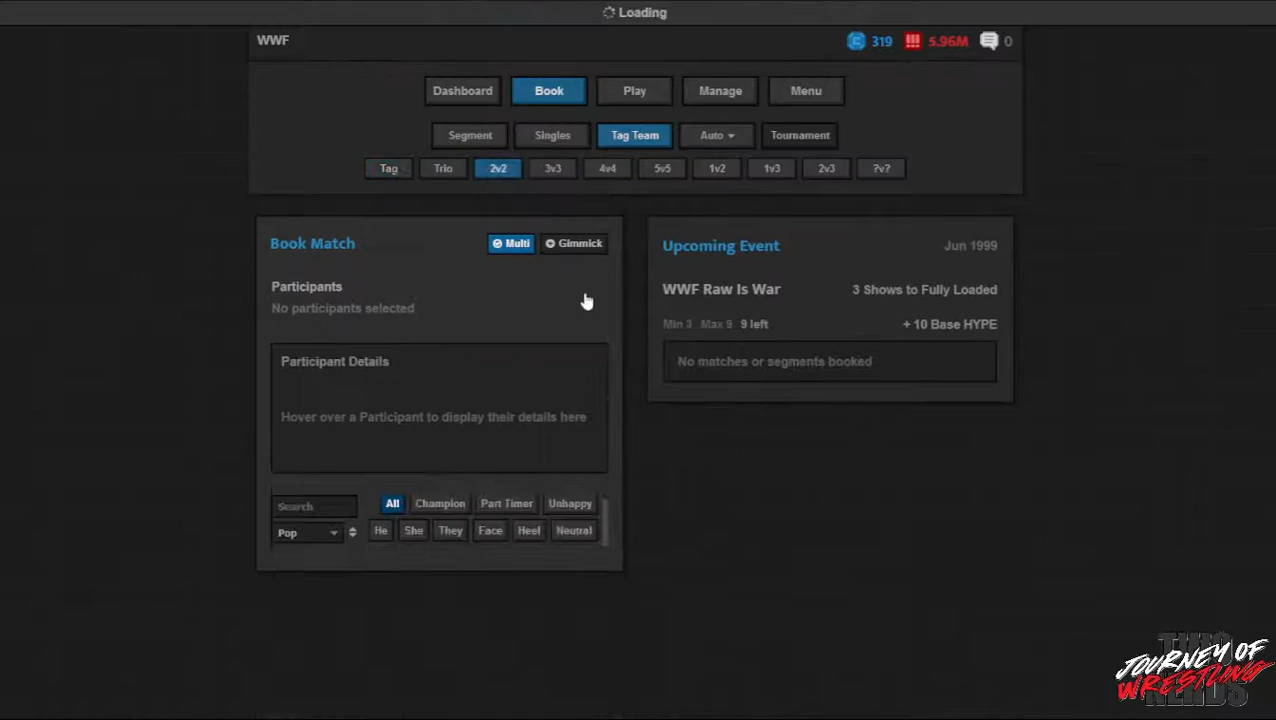 Loading
WWF 319 5.96M 0
Dashboard Book Play Manage Menu
Segment Singles Tag Team Auto Tournament
Tag Trio 2v2 3v3 4v4 5v5 1v2 1v3 2v3 ?v?
Book Match Multi Gimmick
Participants
No participants selected
Participant Details
Hover over a Participant to display their details here
Search All Champion Part Timer Unhappy
Pop He She They Face Heel Neutral
Upcoming Event Jun 1999
WWF Raw Is War 3 Shows to Fully Loaded
Min 3 Max 9 9 left + 10 Base HYPE
No matches or segments booked
JOURNEY OF
WRESTLING